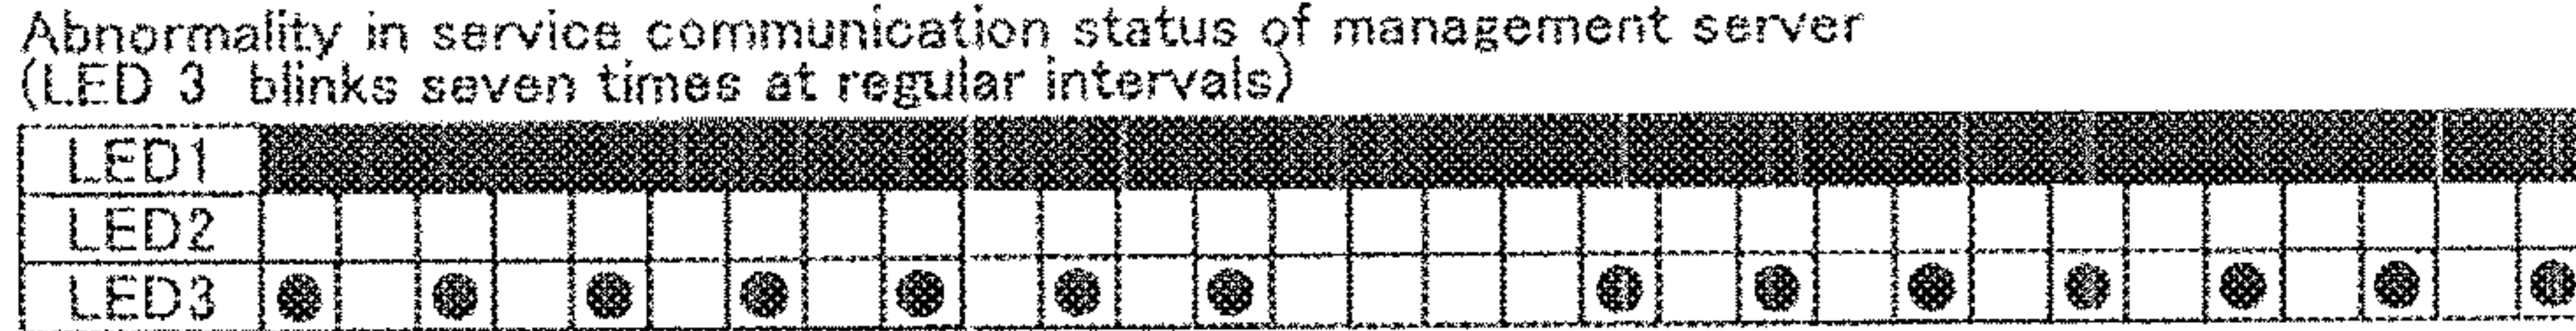 Abnormality in service communication status of management server
(LED 3 blinks seven times at regular intervals)
LED1
LED2
LED3